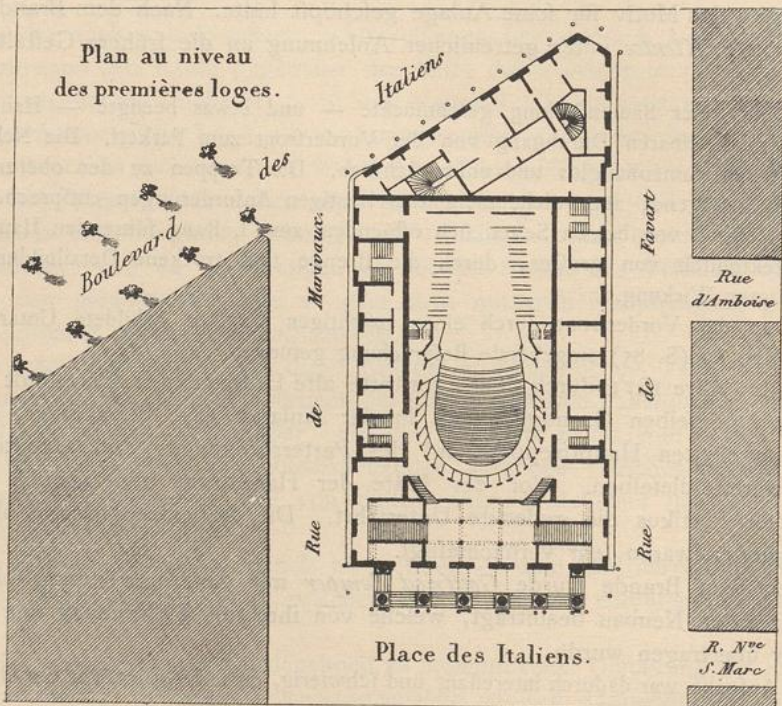 Plan au niveau
des premières loges.
Boulevard des Italiens
Rue de Marivaux.
Rue de Favart
Rue
d'Amboise
R. Nve
S. Marc
Place des Italiens.